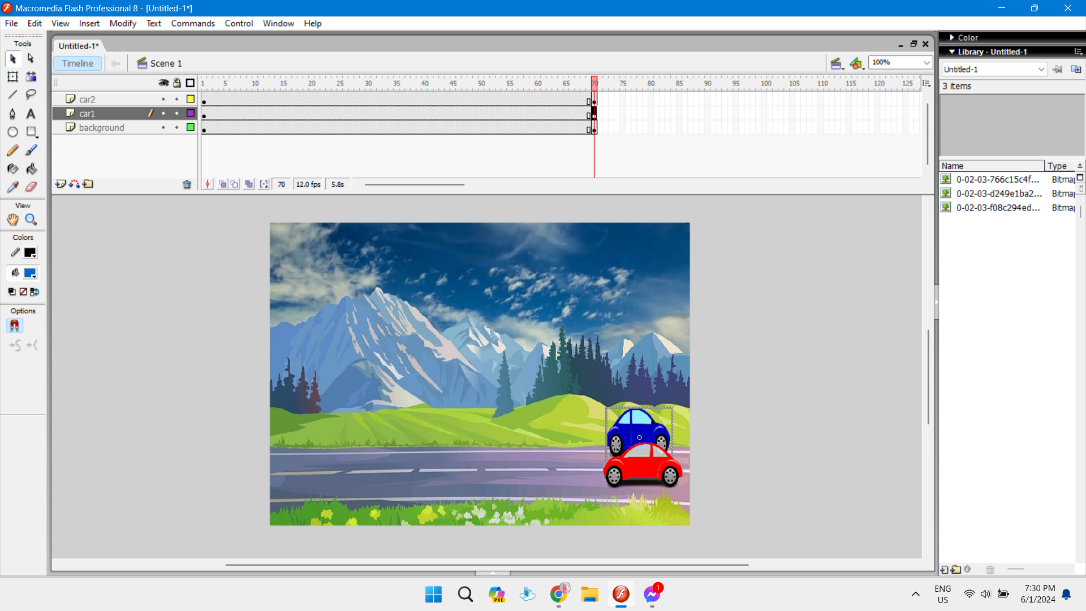 Macromedia Flash Professional 8 - [Untitled-1*]
File Edit View Insert Modify Text Commands Control Window Help
Tools
Untitled-1*
Timeline
Scene 1
100%
1 5 10 15 20 25 30 35 40 45 50 55 60 65 70 75 80 85 90 95 100 105 110 115 120 125
car2
car1
background
70 12.0 fps 5.8s
View
Colors
Options
Color
Library - Untitled-1
Untitled-1
3 items
Name Type
0-02-03-766c15c4f... Bitmap
0-02-03-d249e1ba2... Bitmap
0-02-03-f08c294ed... Bitmap
PRE
1
ENG
US
7:30 PM
6/1/2024